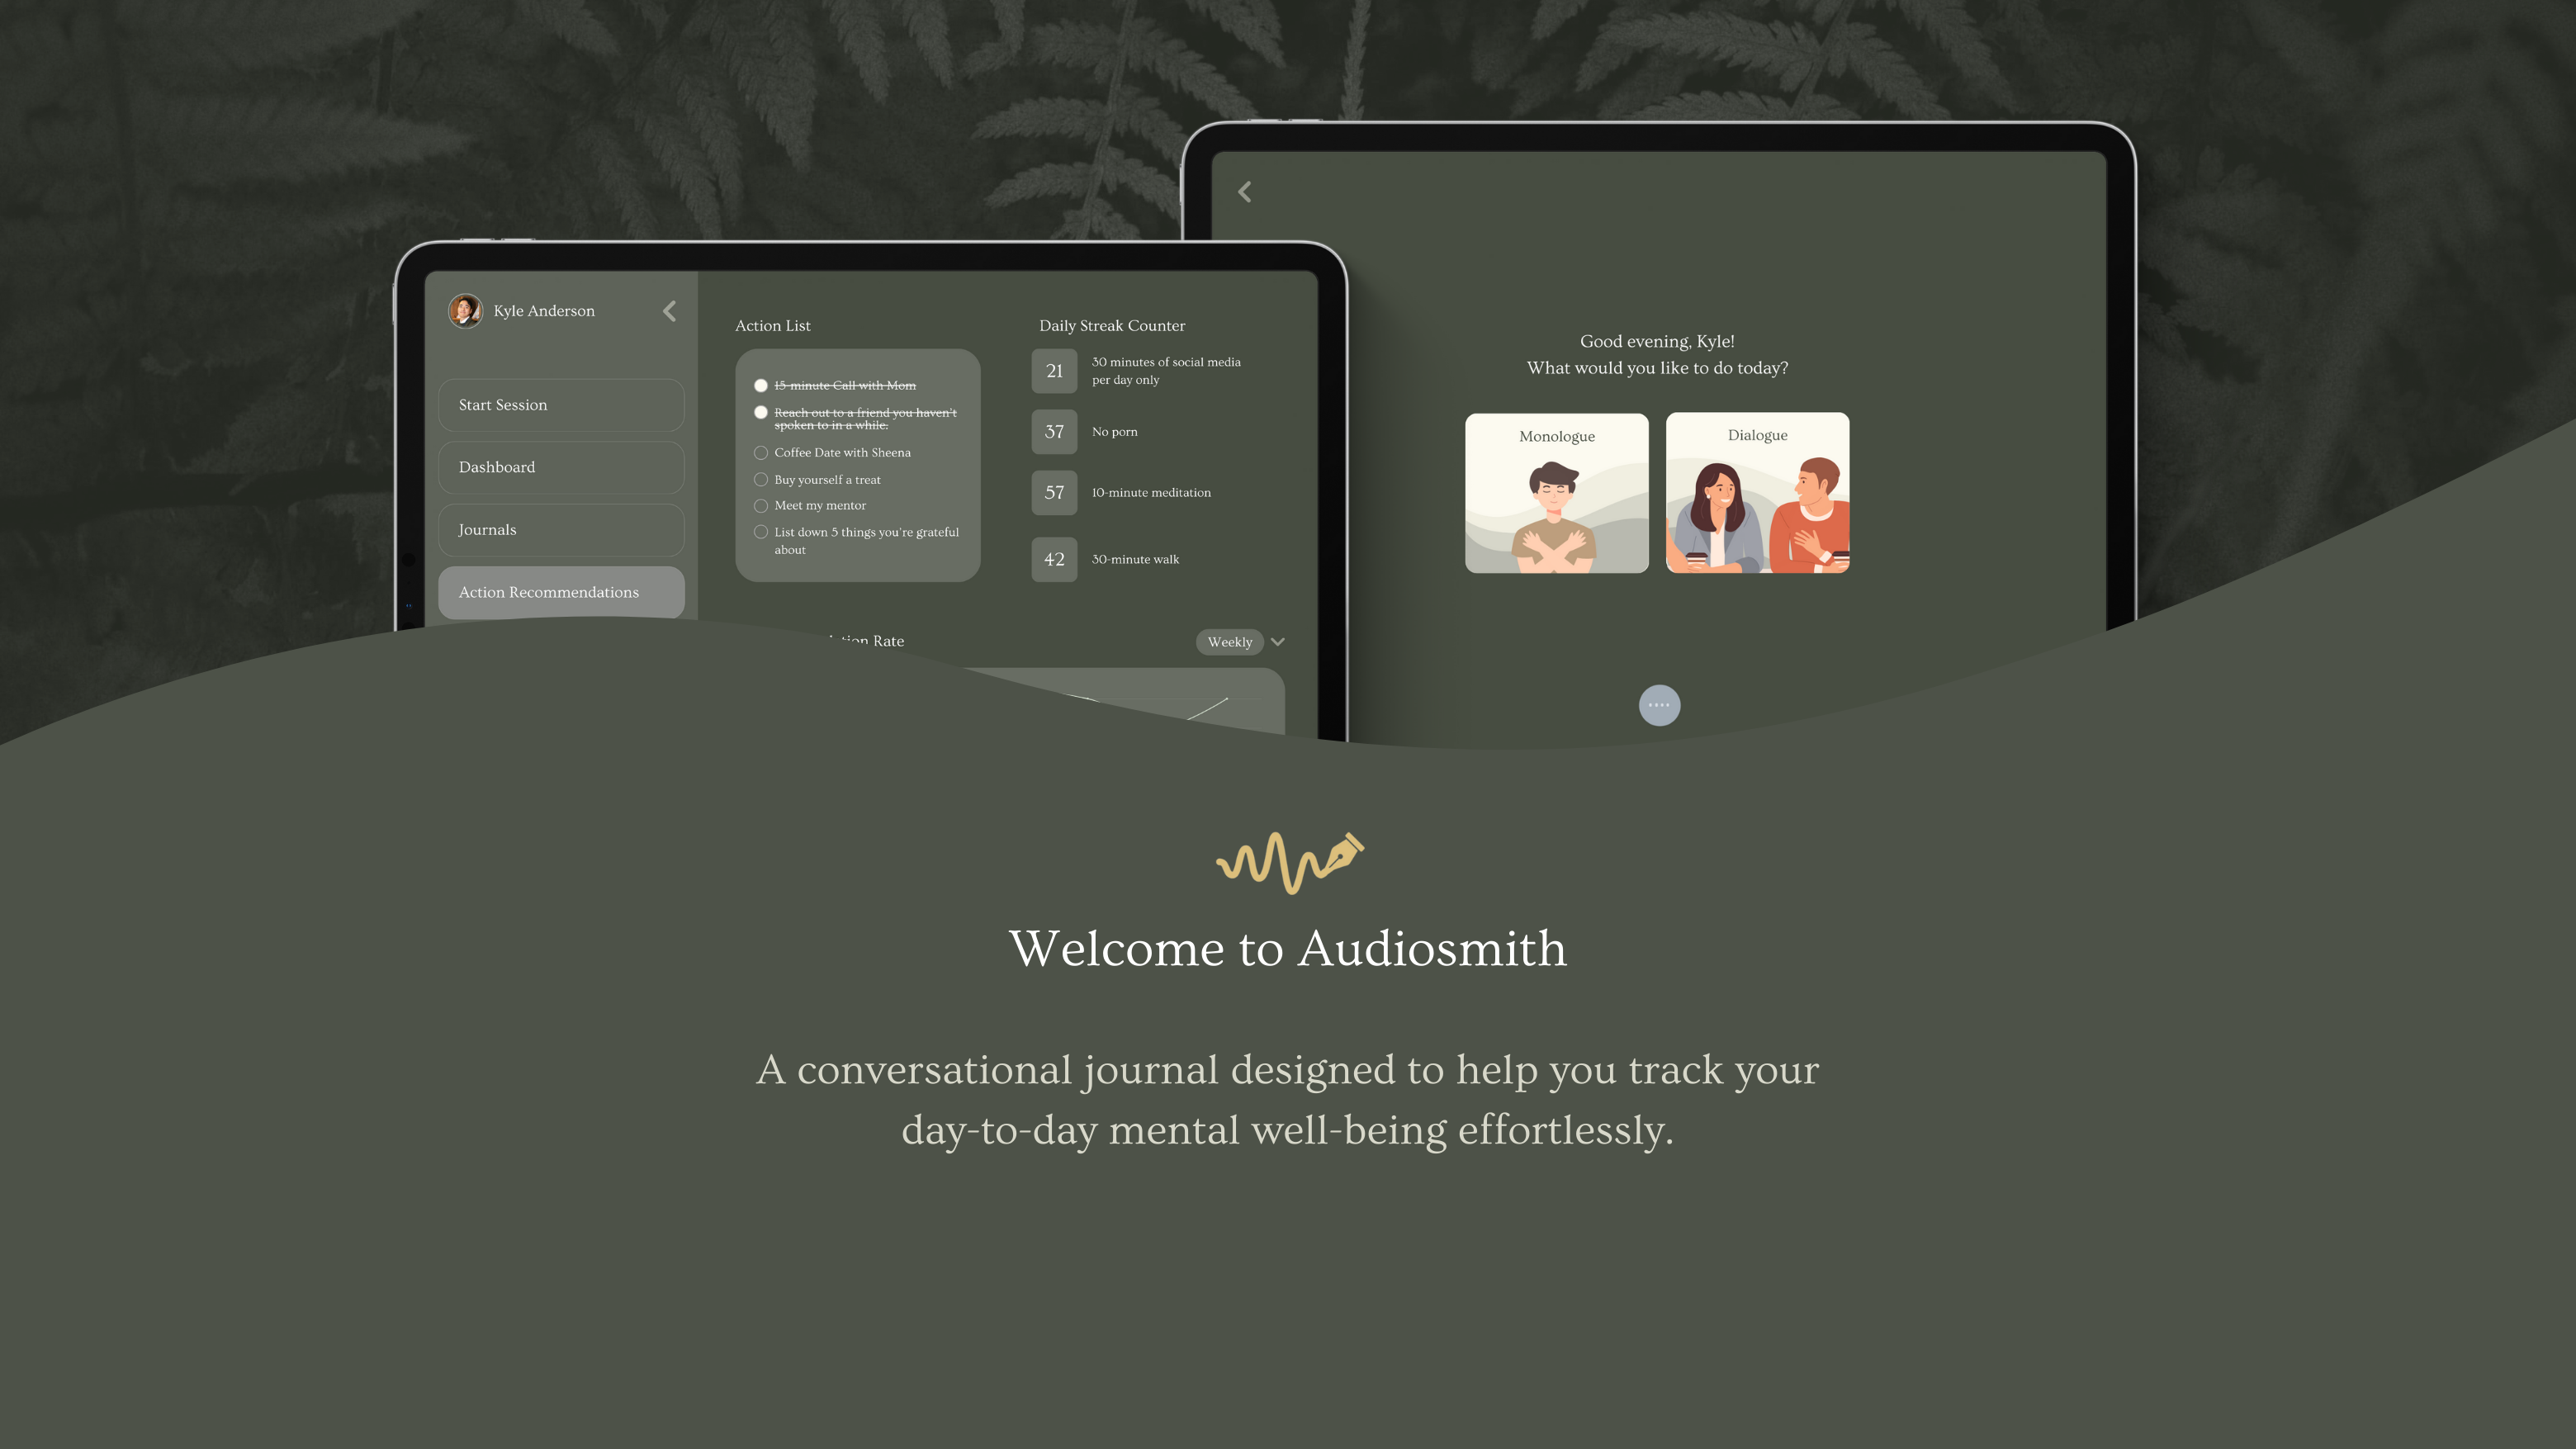 Kyle Anderson
Start Session
Dashboard
Journals
Action Recommendations
Action List
15-minute Call with Mom
Reach out to a friend you haven't
spoken to in a while.
Coffee Date with Sheena
Buy yourself a treat
Meet my mentor
List down 5 things you're grateful
about
Daily Streak Counter
21
30 minutes of social media
per day only
37
No porn
57
10-minute meditation
42
30-minute walk
Rate
Weekly
Good evening, Kyle!
What would you like to do today?
Monologue
Dialogue
Welcome to Audiosmith
A conversational journal designed to help you track your
day-to-day mental well-being effortlessly.